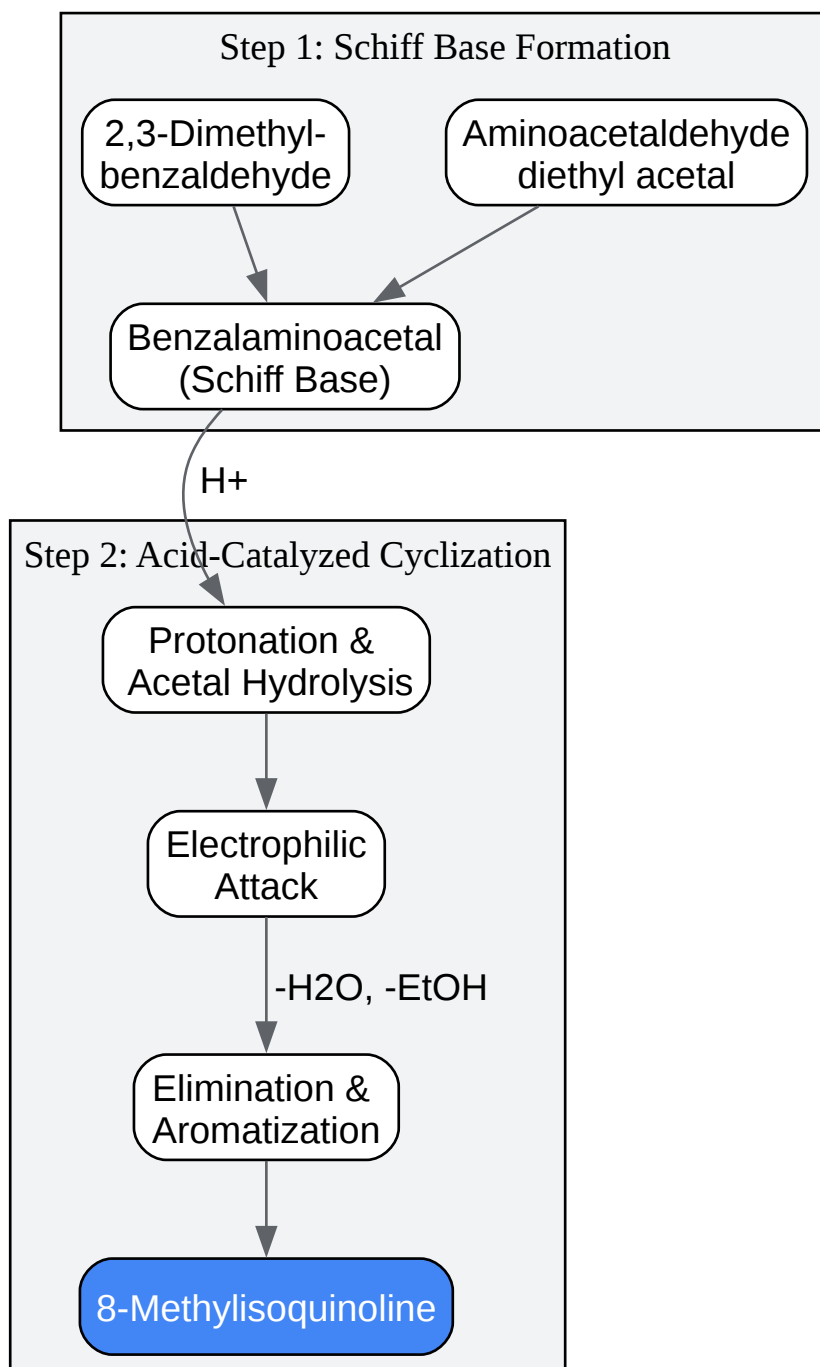 Step 1: Schiff Base Formation
2,3-Dimethyl-
benzaldehyde
Aminoacetaldehyde
diethyl acetal
Benzalaminoacetal
(Schiff Base)
H+
Step 2: Acid-Catalyzed Cyclization
Protonation &
Acetal Hydrolysis
Electrophilic
Attack
-H2O, -EtOH
Elimination &
Aromatization
8-Methylisoquinoline